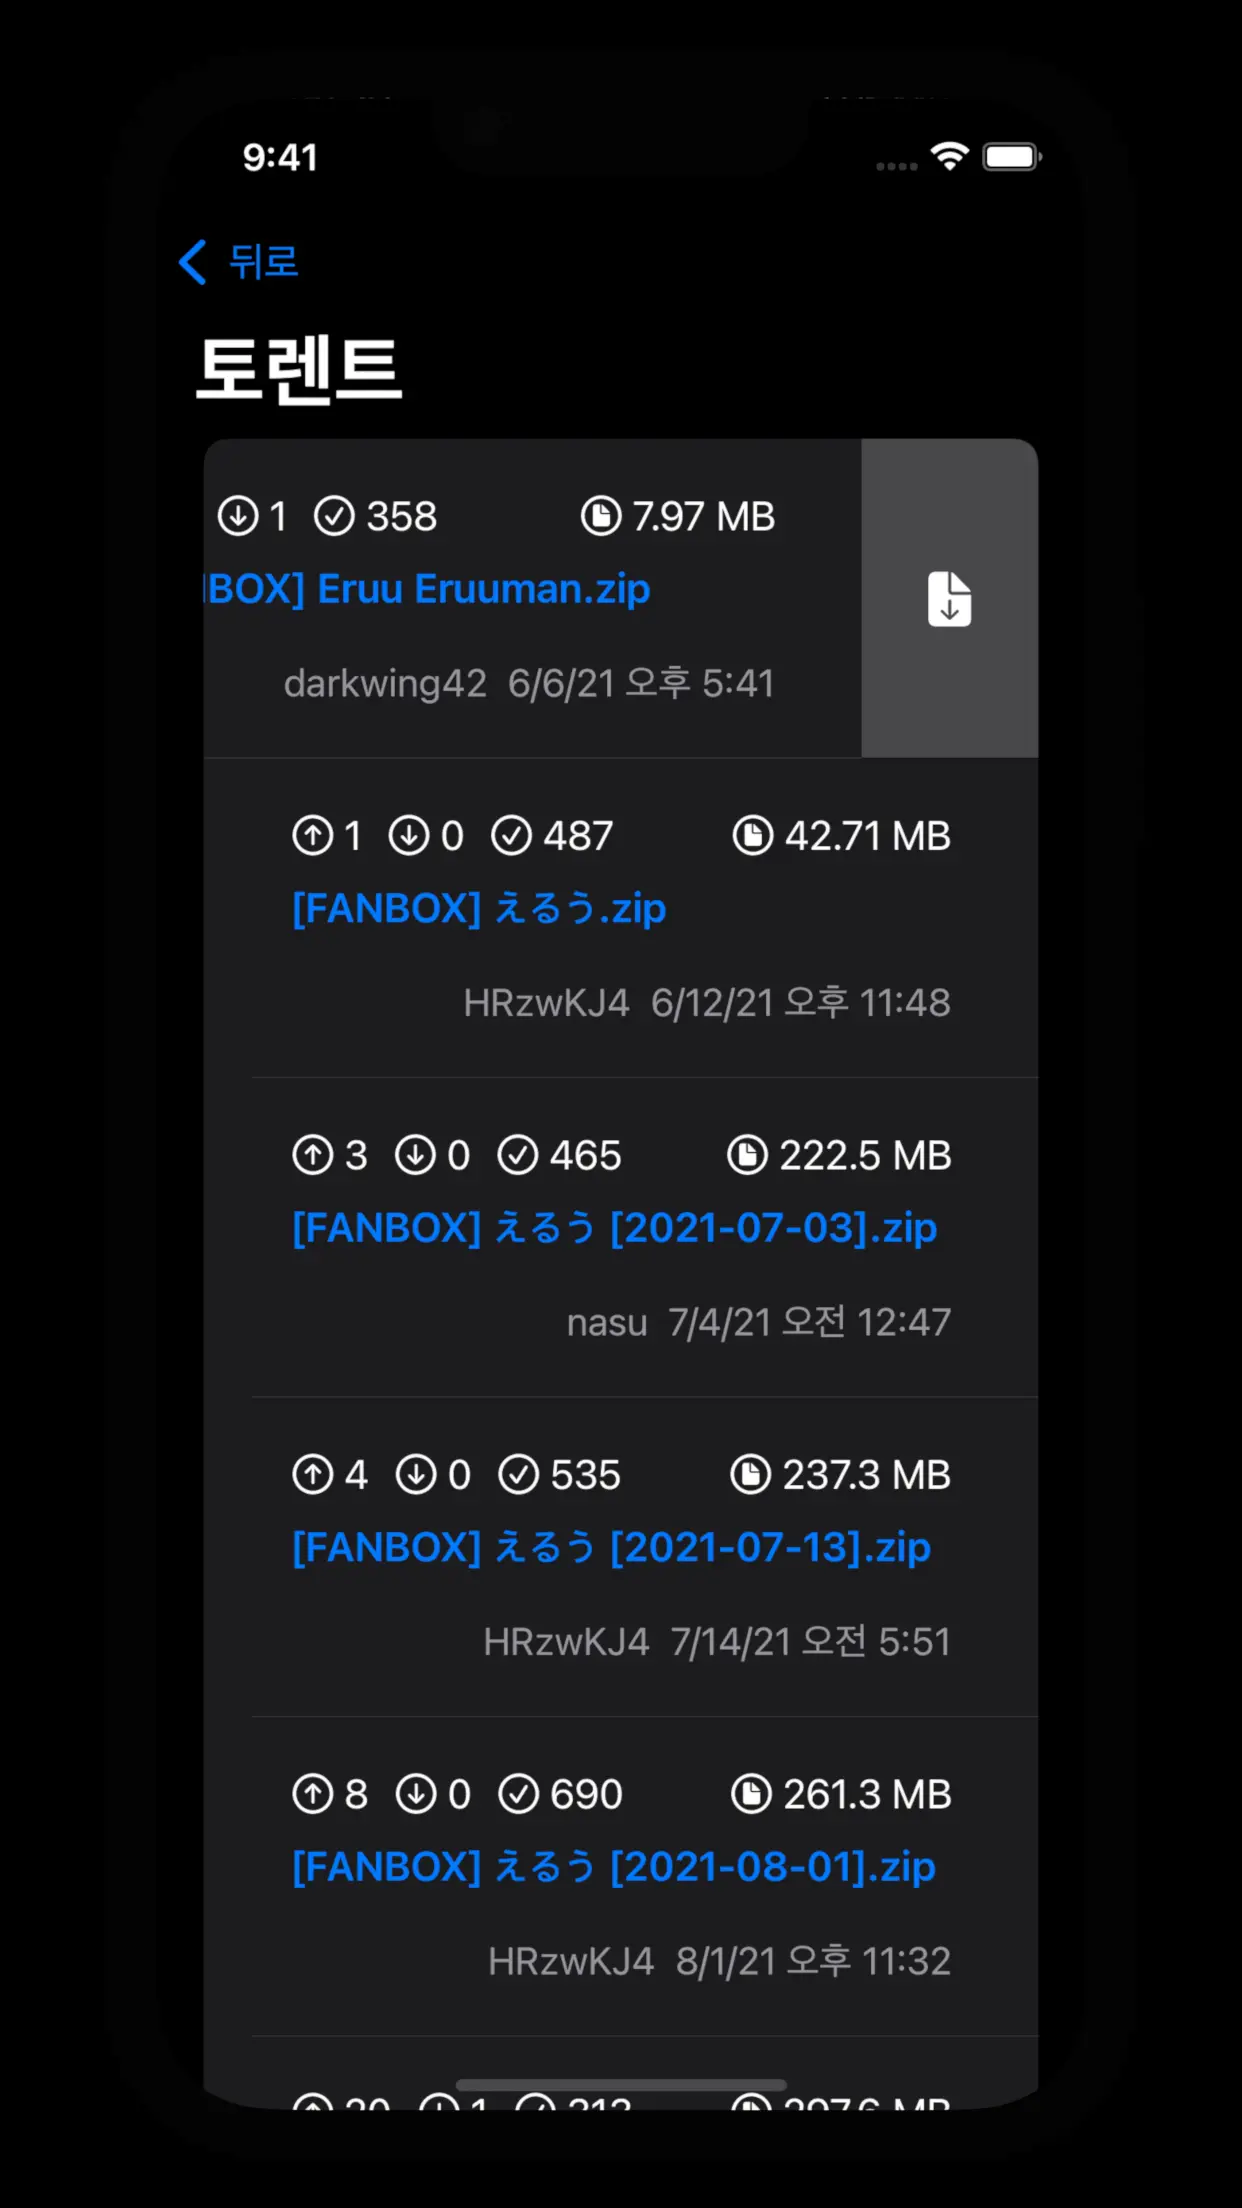 9:41
뒤로
토렌트
1 358 7.97 MB
BOX] Eruu Eruuman.zip
darkwing42 6/6/21 오후 5:41
1 0 487 42.71 MB
[FANBOX] えるう.zip
HRzwKJ4 6/12/21 오후 11:48
3 0 465 222.5 MB
[FANBOX] えるう [2021-07-03].zip
nasu 7/4/21 오전 12:47
4 0 535 237.3 MB
[FANBOX] えるう [2021-07-13].zip
HRzwKJ4 7/14/21 오전 5:51
8 0 690 261.3 MB
[FANBOX] えるう [2021-08-01].zip
HRzwKJ4 8/1/21 오후 11:32